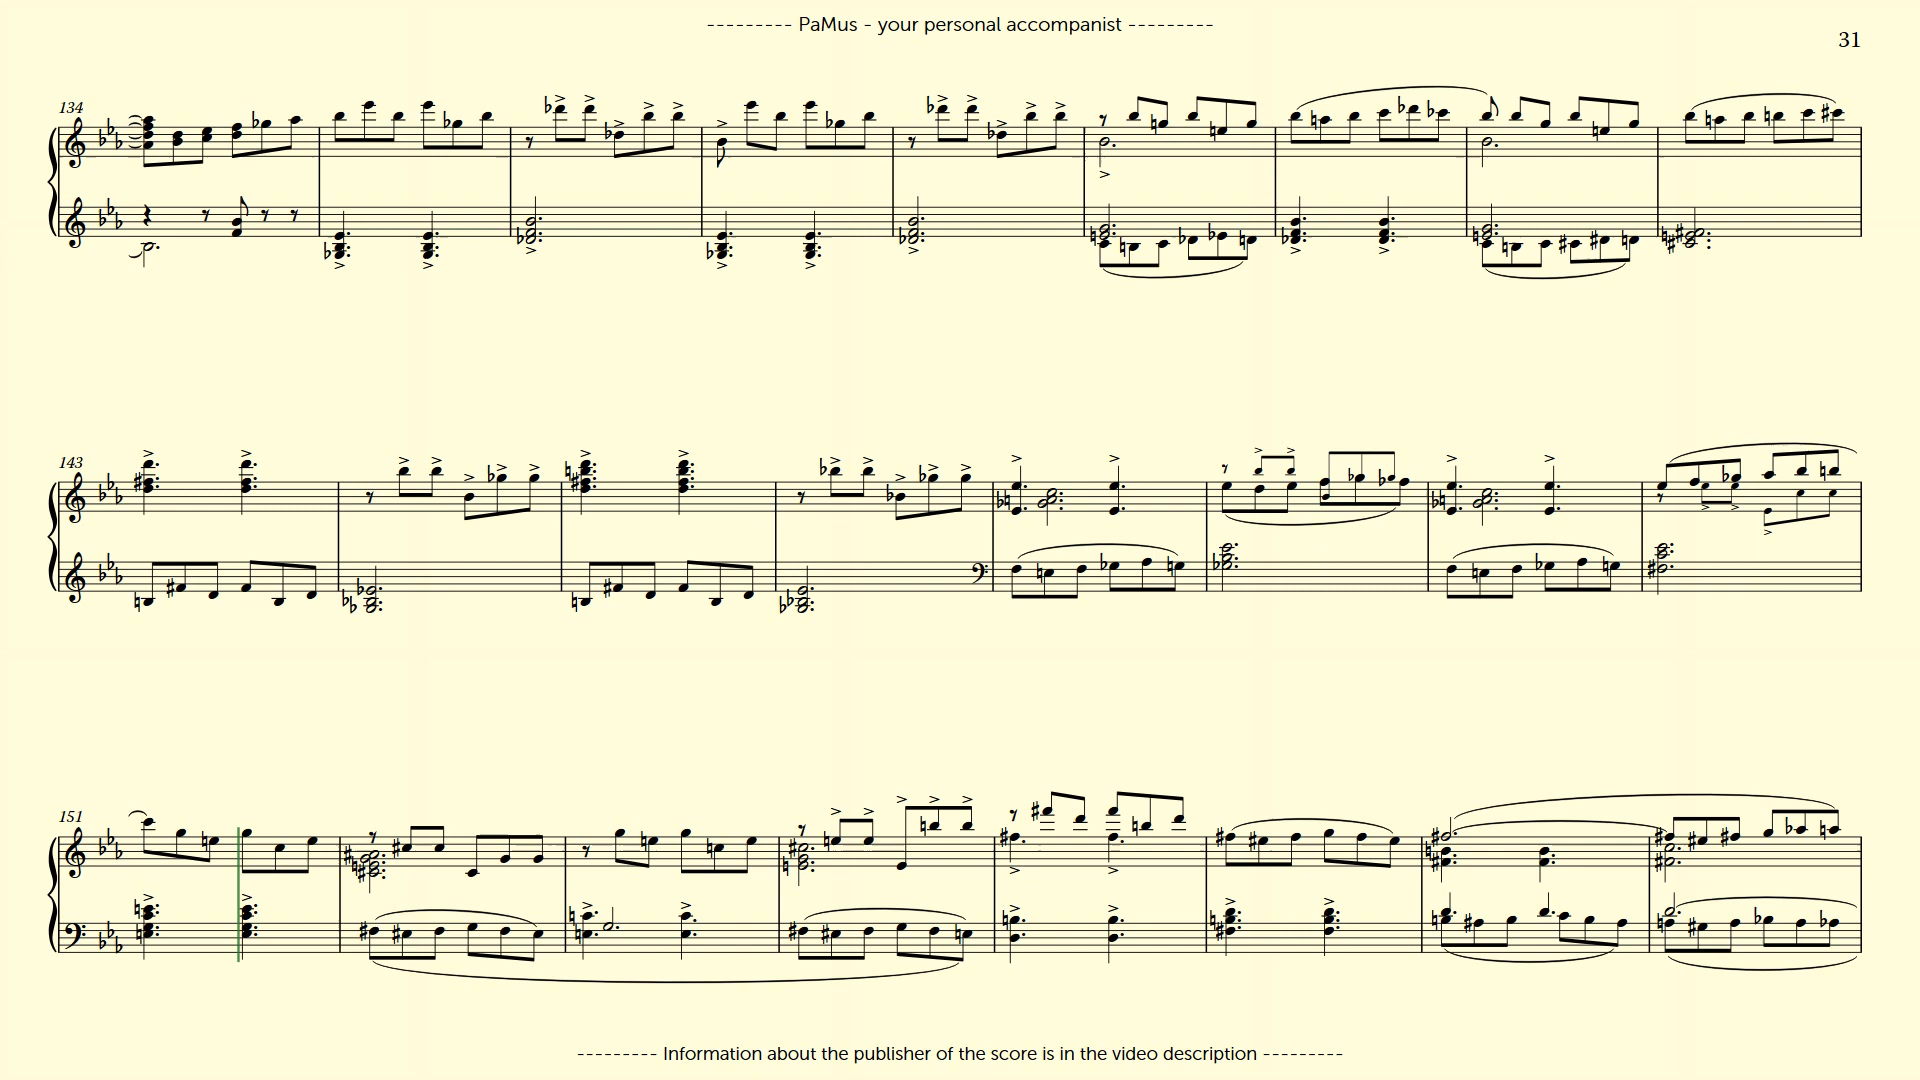 --------- PaMus - your personal accompanist ---------
31
134
143
151
--------- Information about the publisher of the score is in the video description ---------